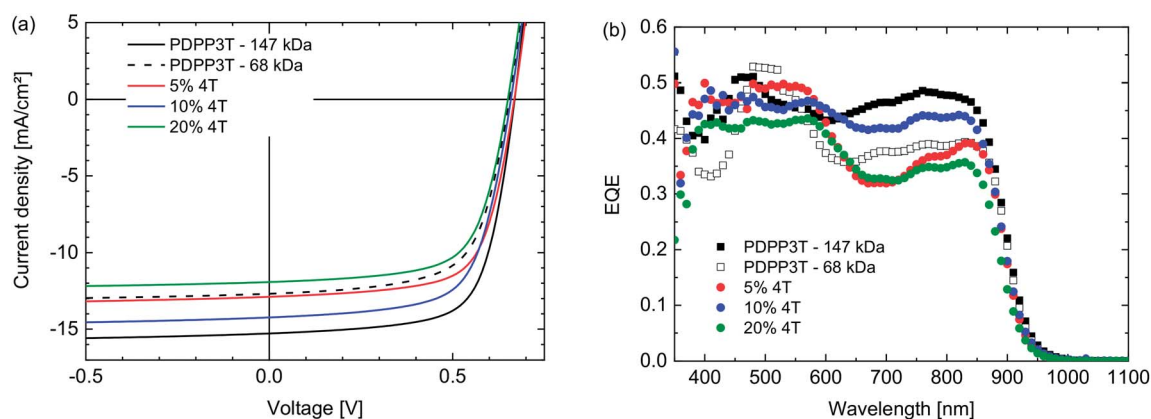 (a)
Current density [mA/cm²]
5
0
-5
-10
-15
PDPP3T - 147 kDa
PDPP3T - 68 kDa
5% 4T
10% 4T
20% 4T
-0.5
0.0
0.5
Voltage [V]
(b)
EQE
0.6
0.5
0.4
0.3
0.2
0.1
0.0
PDPP3T - 147 kDa
PDPP3T - 68 kDa
5% 4T
10% 4T
20% 4T
400 500 600 700 800 900 1000 1100
Wavelength [nm]